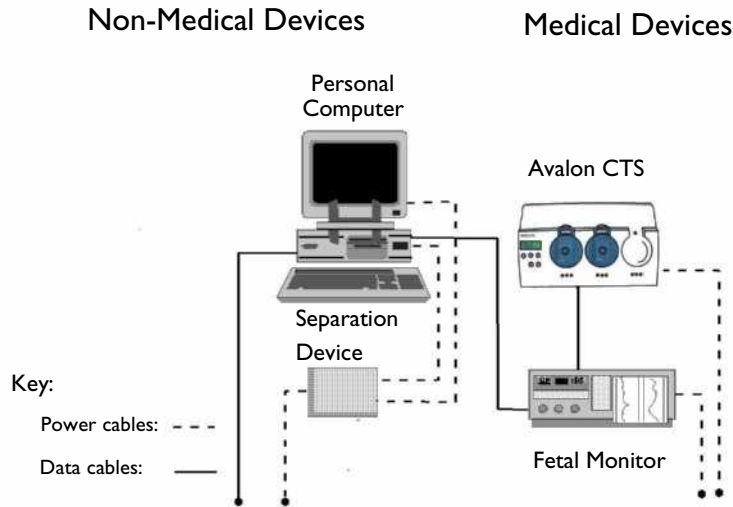 Non-Medical Devices
Medical Devices
Personal
Computer
Avalon CTS
Separation
Device
Key:
Power cables:
Data cables:
Fetal Monitor